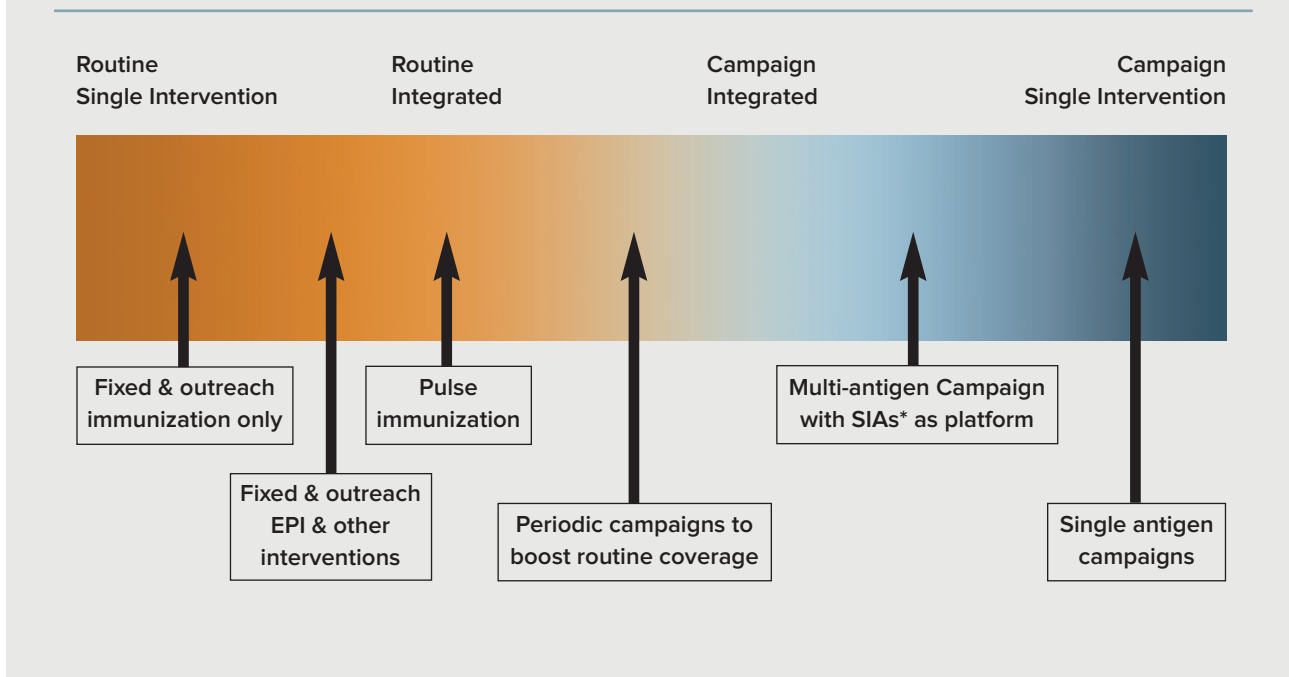 Routine
Single Intervention
Routine
Integrated
Campaign
Integrated
Campaign
Single Intervention
Fixed & outreach
immunization only
Pulse
immunization
Multi-antigen Campaign
with SIAs* as platform
Fixed & outreach
EPI & other
interventions
Periodic campaigns to
boost routine coverage
Single antigen
campaigns